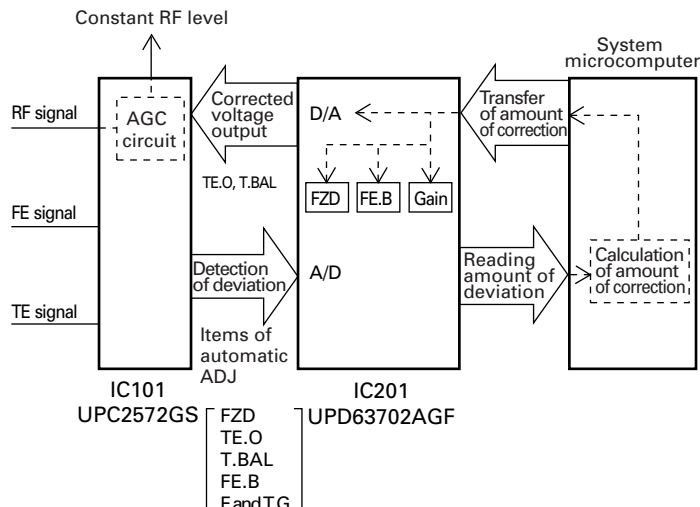 Constant RF level
System
microcomputer
RF signal
AGC
circuit
Corrected
voltage
output
D/A
Transfer
of amount
of correction
TE.O, T.BAL
FZD
FE.B
Gain
FE signal
Detection
of deviation
A/D
Reading
amount of
deviation
Calculation
of amount
of correction
TE signal
Items of
automatic
ADJ
IC101
UPC2572GS
IC201
UPD63702AGF
FZD
TE.O
T.BAL
FE.B
FandT.G